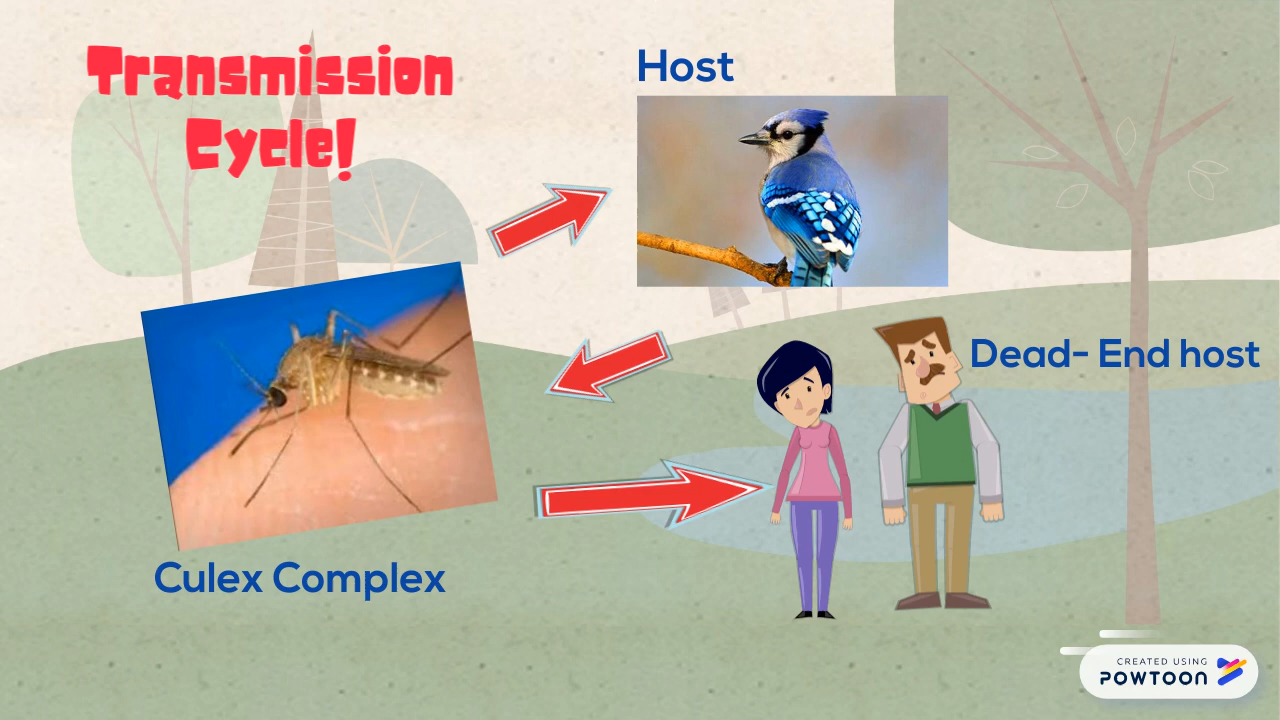 Transmission
Cycle!
Host
Dead- End host
Culex Complex
CREATED USING
POWTOON